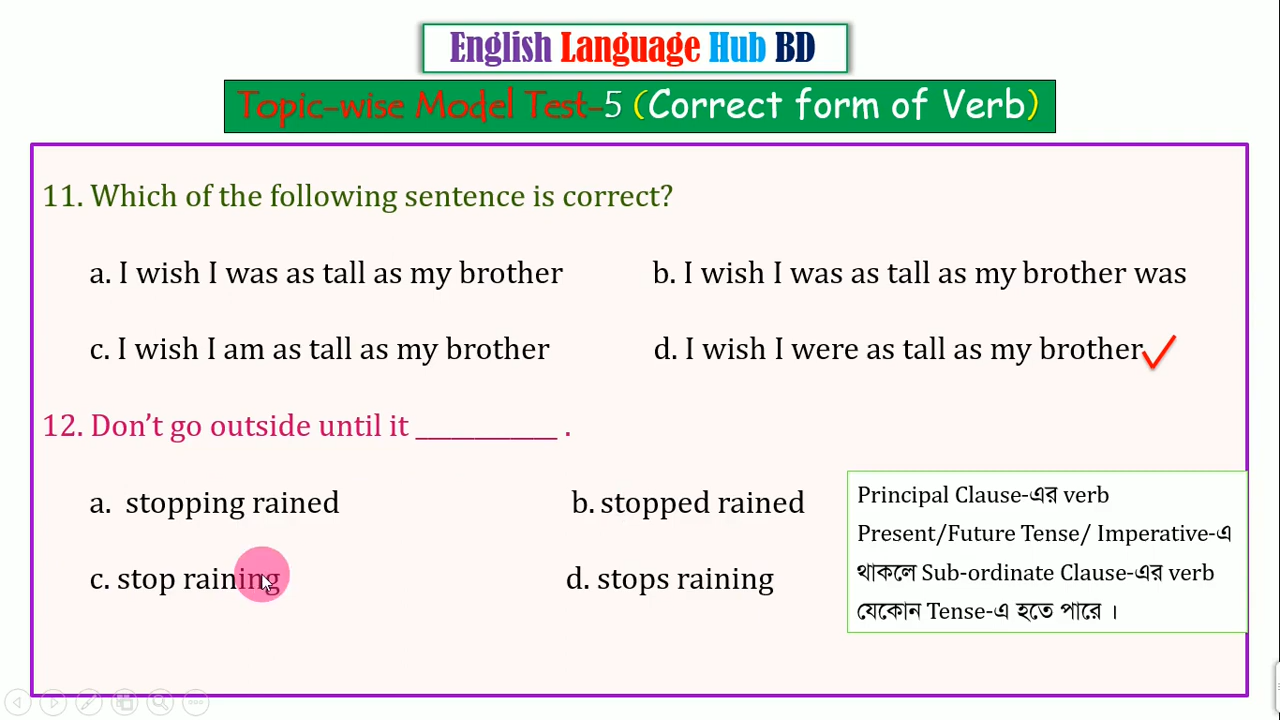 English Language Hub BD
Topic-wise Model Test-5 (Correct form of Verb)
11. Which of the following sentence is correct?
a. I wish I was as tall as my brother
b. I wish I was as tall as my brother was
c. I wish I am as tall as my brother
d. I wish I were as tall as my brother
12. Don’t go outside until it ___________ .
a. stopping rained
b. stopped rained
c. stop raining
d. stops raining
Principal Clause-এর verb
Present/Future Tense/ Imperative-এ
থাকলে Sub-ordinate Clause-এর verb
যেকোন Tense-এ হতে পারে ।